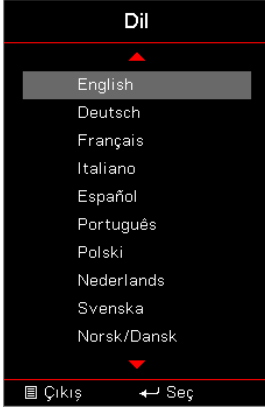 Dil
English
Deutsch
Français
Italiano
Español
Português
Polski
Nederlands
Svenska
Norsk/Dansk
Çıkış Seç